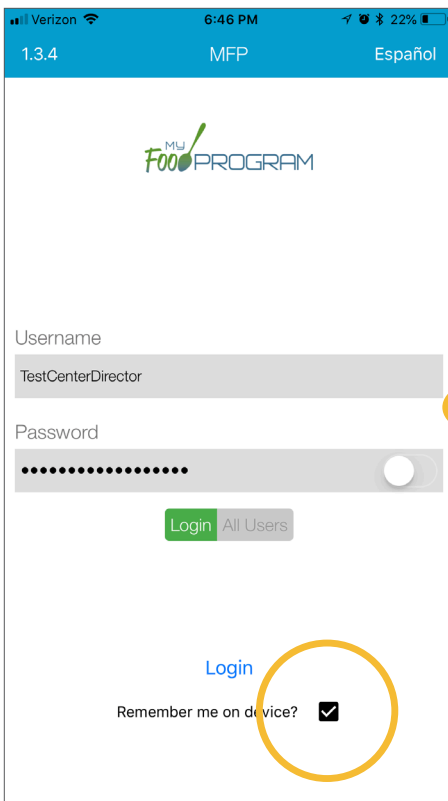 Verizon 6:46 PM 22%
1.3.4 MFP Español
MY
FOOD PROGRAM
Username
TestCenterDirector
Password
••••••••••••••••••
Login All Users
Login
Remember me on device?